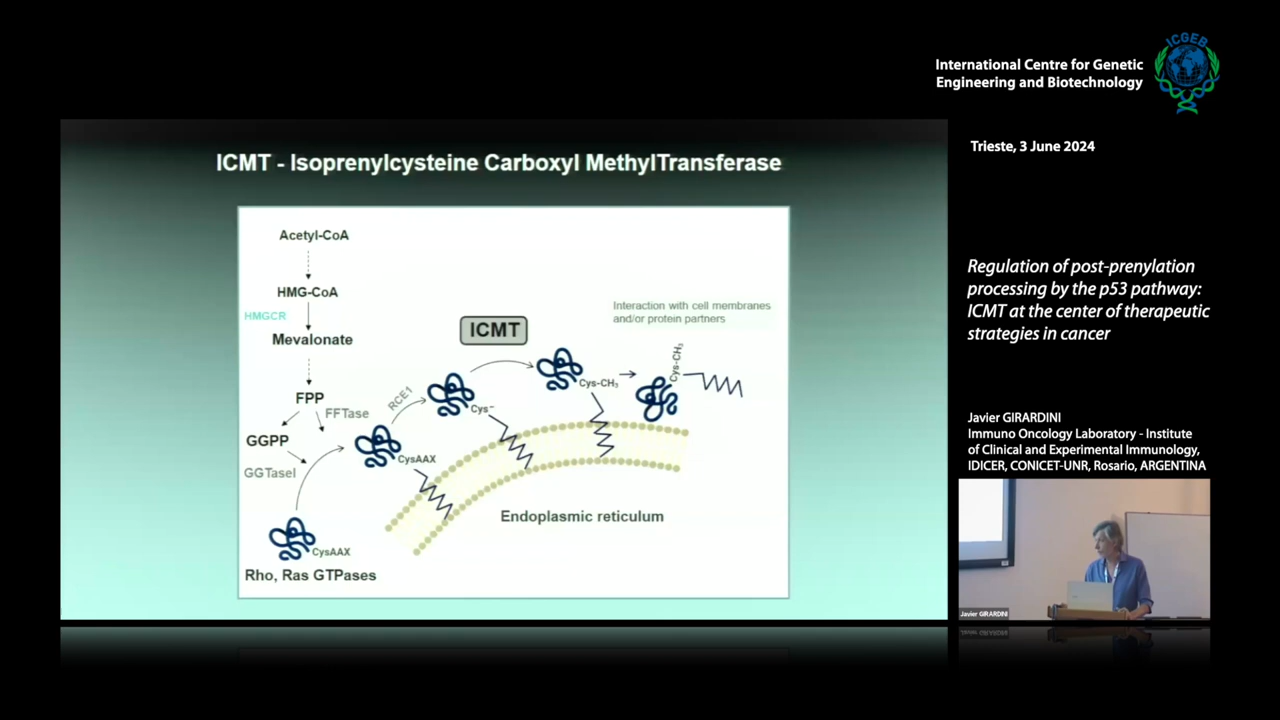 ICGEB
International Centre for Genetic
Engineering and Biotechnology
Trieste, 3 June 2024
ICMT - Isoprenylcysteine Carboxyl MethylTransferase
Acetyl-CoA
HMG-CoA
HMGCR
Mevalonate
FPP
FFTase
GGPP
GGTaseI
CysAAX
Rho, Ras GTPases
CysAAX
RCE1
Cys⁻
ICMT
Cys-CH₃
Interaction with cell membranes
and/or protein partners
Cys-CH₃
Endoplasmic reticulum
Regulation of post-prenylation
processing by the p53 pathway:
ICMT at the center of therapeutic
strategies in cancer
Javier GIRARDINI
Immuno Oncology Laboratory - Institute
of Clinical and Experimental Immunology,
IDICER, CONICET-UNR, Rosario, ARGENTINA
Javier GIRARDINI